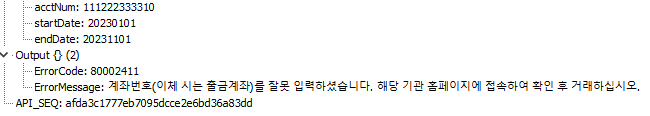 acctNum: 111222333310
startDate: 20230101
endDate: 20231101
Output {} (2)
ErrorCode: 80002411
ErrorMessage: 계좌번호(이체 시는 출금계좌)를 잘못 입력하셨습니다. 해당 기관 홈페이지에 접속하여 확인 후 거래하십시오.
API_SEQ: afda3c1777eb7095dcce2e6bd36a83dd